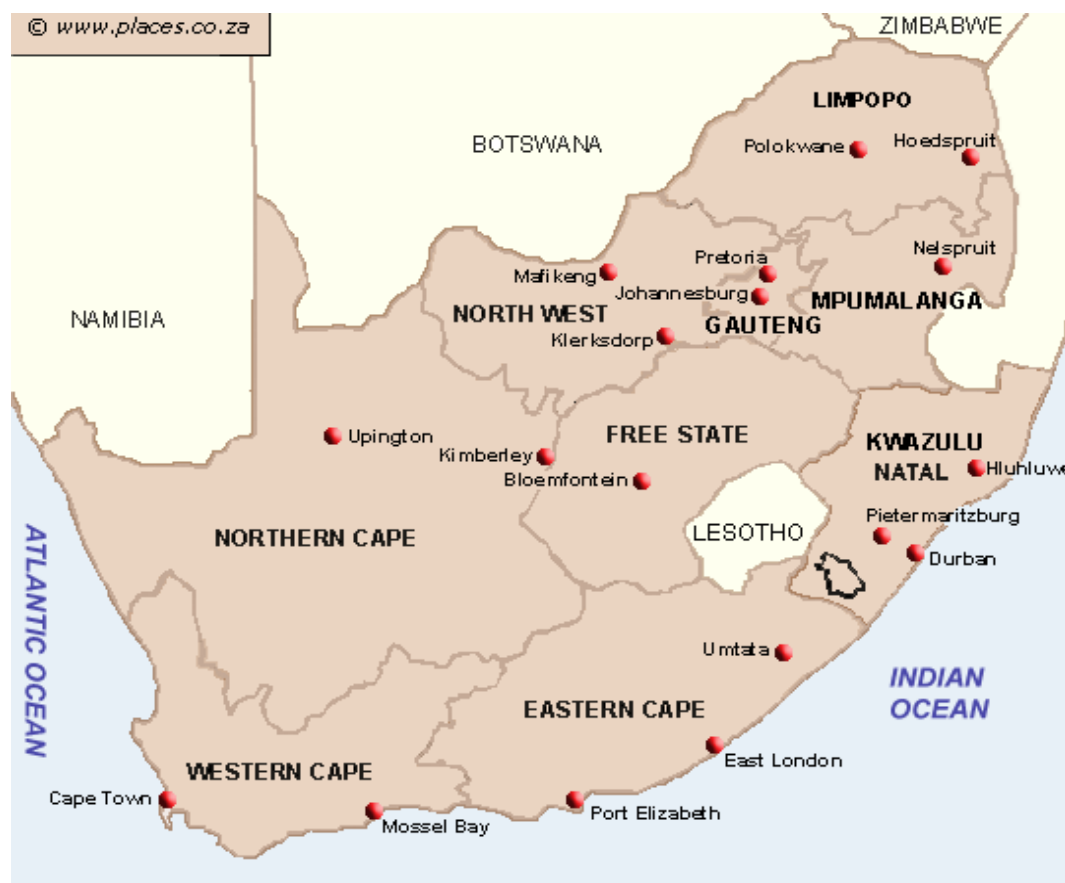 © www.places.co.za
ZIMBABWE
LIMPOPO
BOTSWANA
Polokwane
Hoedspruit
Pretoria
Nelspruit
Mafikeng
Johannesburg
MPUMALANGA
NAMIBIA
NORTH WEST
GAUTENG
Klerksdorp
Upington
FREE STATE
KWAZULU
NATAL
Kimberley
Hluhluwe
Bloemfontein
Pietermaritzburg
NORTHERN CAPE
LESOTHO
Durban
ATLANTIC OCEAN
Umtata
INDIAN
OCEAN
EASTERN CAPE
East London
WESTERN CAPE
Cape Town
Mossel Bay
Port Elizabeth